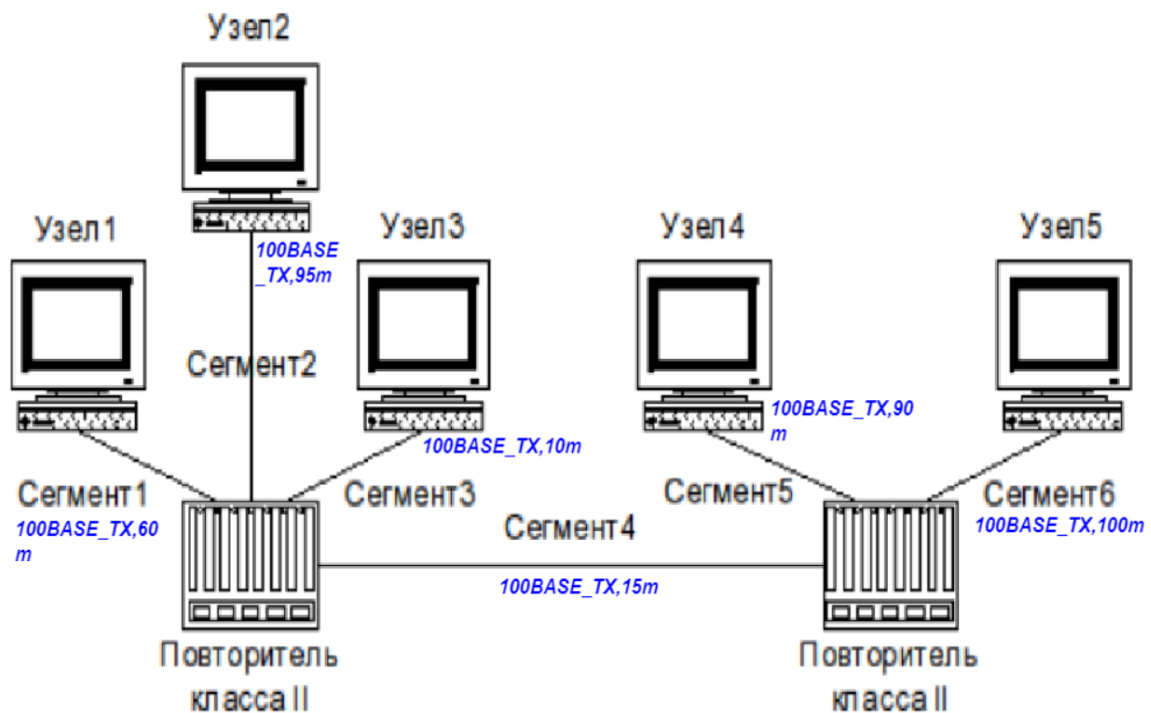 Узел2
Узел1
Узел3
Узел4
Узел5
100BASE
_TX,95m
Сегмент2
100BASE_TX,90
m
100BASE_TX,10m
Сегмент1
Сегмент3
Сегмент5
Сегмент6
100BASE_TX,60
m
100BASE_TX,100m
Сегмент4
100BASE_TX,15m
Повторитель
класса II
Повторитель
класса II